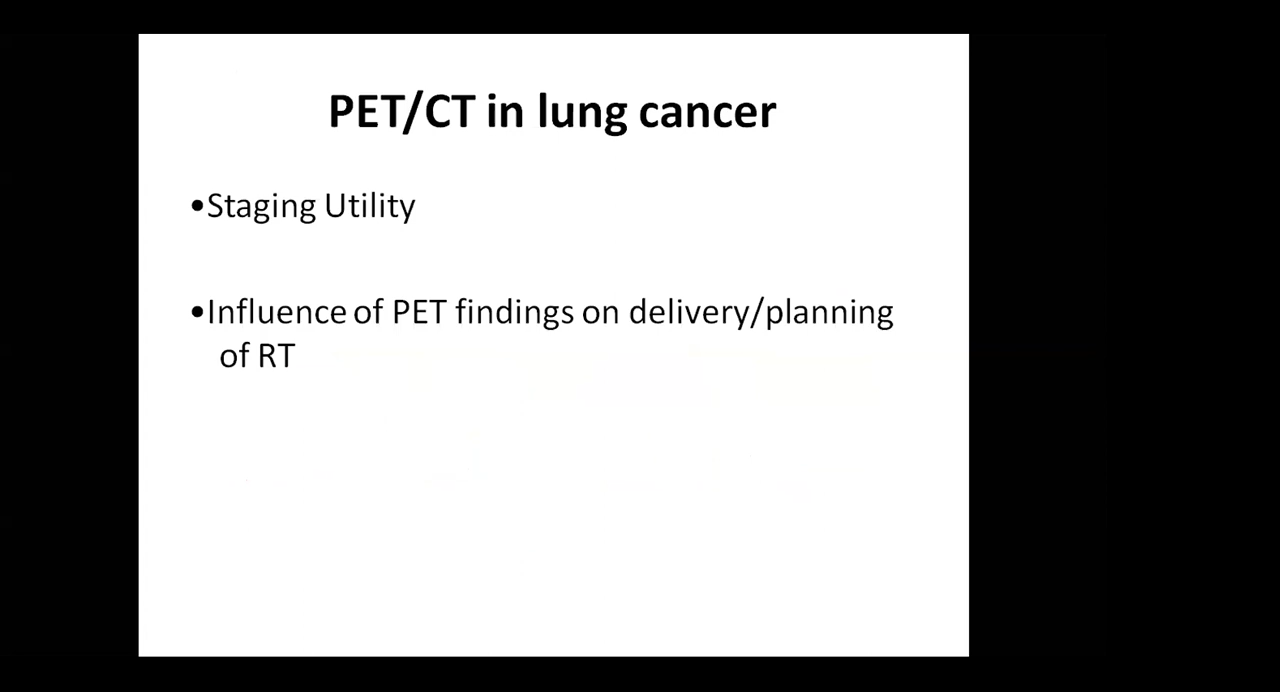 PET/CT in lung cancer
•Staging Utility
•Influence of PET findings on delivery/planning
of RT